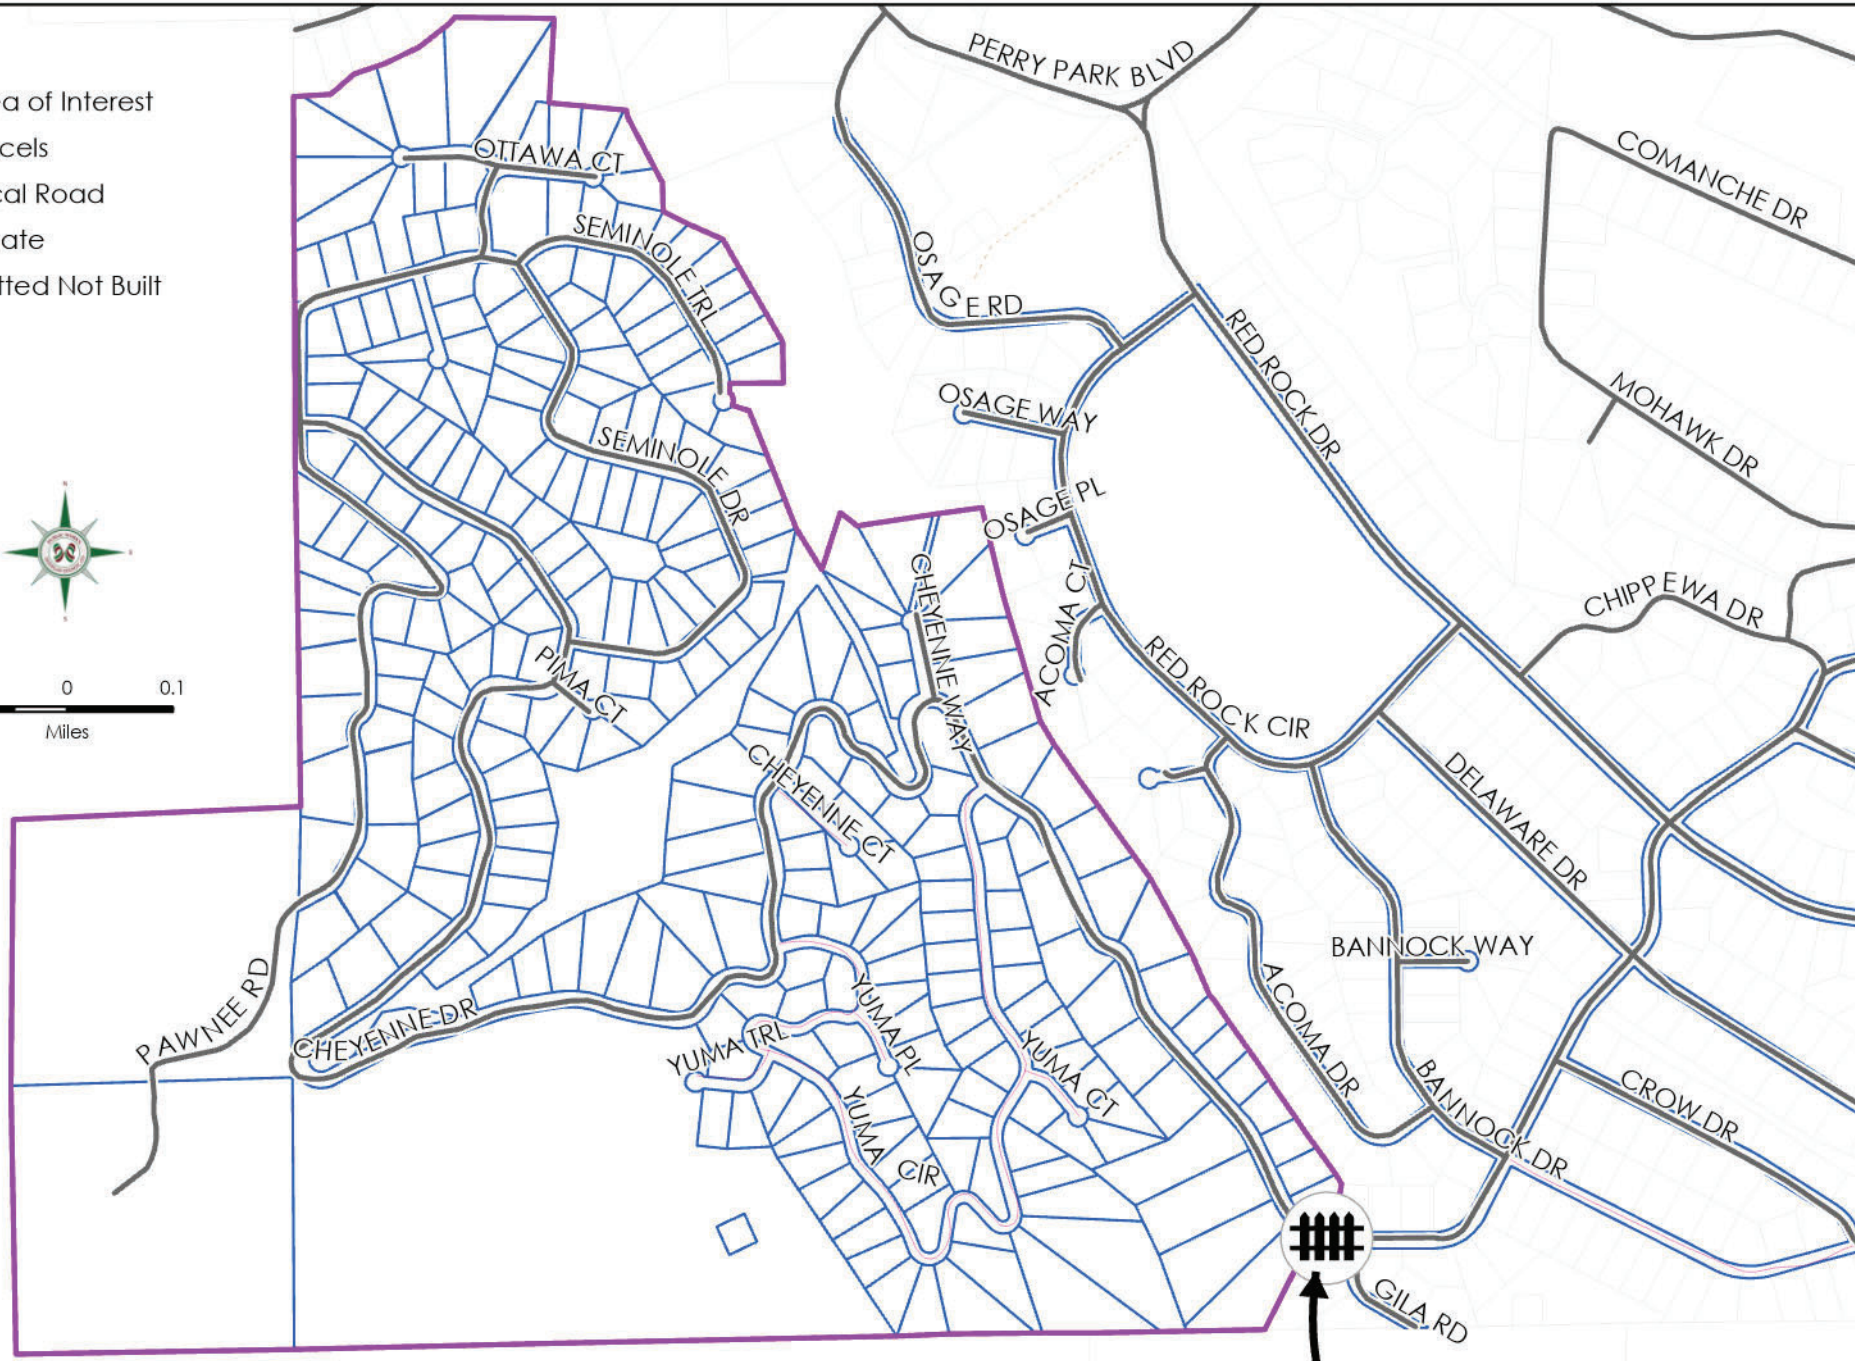 a of Interest
cels
cal Road
ate
tted Not Built
0 0.1
Miles
PERRY PARK BLVD
COMANCHE DR
OTTAWA CT
SEMINOLE TRL
OSAGE RD
RED ROCK DR
MOHAWK DR
OSAGE WAY
SEMINOLE DR
OSAGE PL
CHEYENNE WAY
ACOMA CT
CHIPPEWA DR
PIMA CT
RED ROCK CIR
CHEYENNE CT
DELAWARE DR
BANNOCK WAY
PAWNEE RD
CHEYENNE DR
YUMA TRL
YUMA PL
YUMA CT
ACOMA DR
BANNOCK DR
CROW DR
YUMA CIR
GILA RD